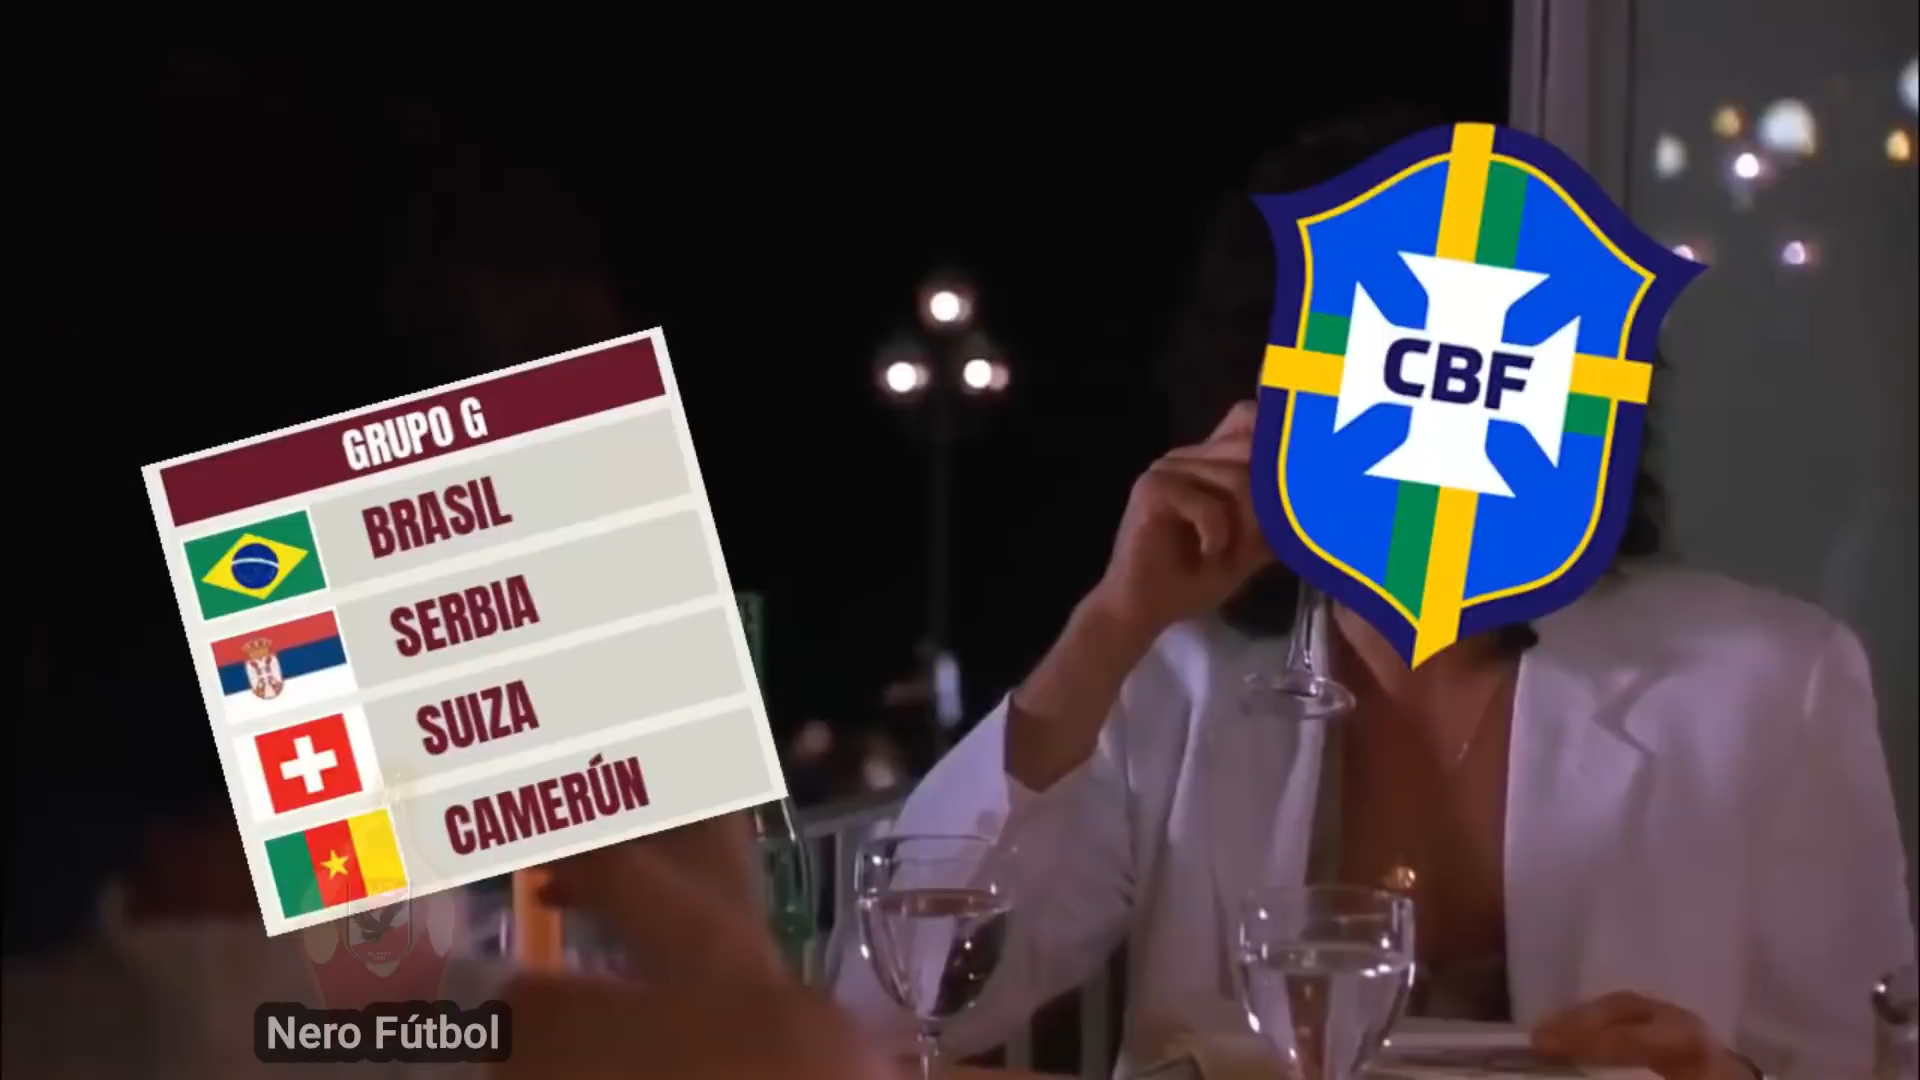 GRUPO G
BRASIL
SERBIA
SUIZA
CAMERÚN
CBF
Nero Fútbol